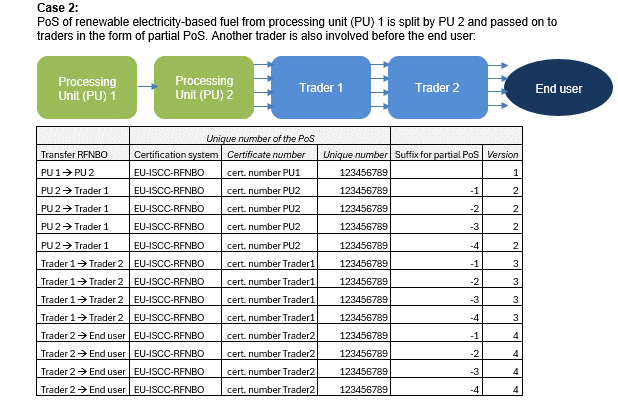 Case 2:
PoS of renewable electricity-based fuel from processing unit (PU) 1 is split by PU 2 and passed on to
traders in the form of partial PoS. Another trader is also involved before the end user:
Processing
Unit (PU) 1
Processing
Unit (PU) 2
Trader 1
Trader 2
End user
Unique number of the PoS
Transfer RFNBO Certification system Certificate number Unique number Suffix for partial PoS Version
PU 1 → PU 2 EU-ISCC-RFNBO cert. number PU1 123456789 1
PU 2 → Trader 1 EU-ISCC-RFNBO cert. number PU2 123456789 -1 2
PU 2 → Trader 1 EU-ISCC-RFNBO cert. number PU2 123456789 -2 2
PU 2 → Trader 1 EU-ISCC-RFNBO cert. number PU2 123456789 -3 2
PU 2 → Trader 1 EU-ISCC-RFNBO cert. number PU2 123456789 -4 2
Trader 1 → Trader 2 EU-ISCC-RFNBO cert. number Trader1 123456789 -1 3
Trader 1 → Trader 2 EU-ISCC-RFNBO cert. number Trader1 123456789 -2 3
Trader 1 → Trader 2 EU-ISCC-RFNBO cert. number Trader1 123456789 -3 3
Trader 1 → Trader 2 EU-ISCC-RFNBO cert. number Trader1 123456789 -4 3
Trader 2 → End user EU-ISCC-RFNBO cert. number Trader2 123456789 -1 4
Trader 2 → End user EU-ISCC-RFNBO cert. number Trader2 123456789 -2 4
Trader 2 → End user EU-ISCC-RFNBO cert. number Trader2 123456789 -3 4
Trader 2 → End user EU-ISCC-RFNBO cert. number Trader2 123456789 -4 4